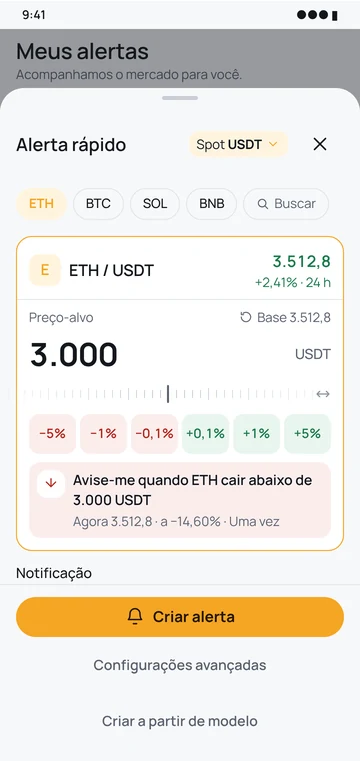 9:41
Meus alertas
Acompanhamos o mercado para você.
Alerta rápido
Spot USDT
ETH
BTC
SOL
BNB
Buscar
E
ETH / USDT
3.512,8
+2,41% · 24 h
Preço-alvo
Base 3.512,8
3.000
USDT
−5%
−1%
−0,1%
+0,1%
+1%
+5%
Avise-me quando ETH cair abaixo de
3.000 USDT
Agora 3.512,8 · a −14,60% · Uma vez
Notificação
Criar alerta
Configurações avançadas
Criar a partir de modelo